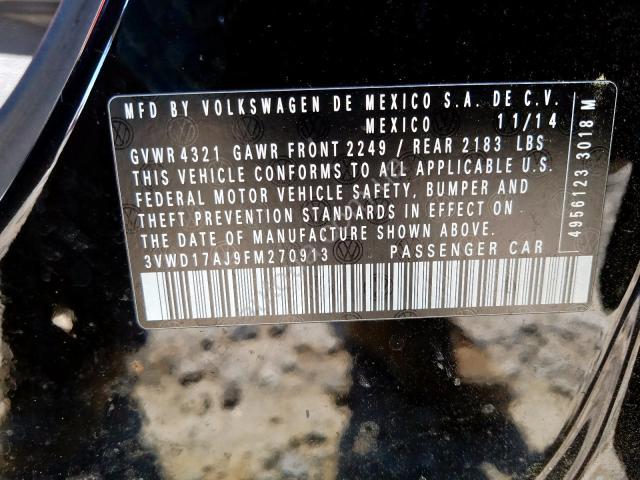 MFD BY VOLKSWAGEN DE MEXICO S.A. DE C.V.
MEXICO 11/14
GVWR 4321 GAWR FRONT 2249 / REAR 2183 LBS
THIS VEHICLE CONFORMS TO ALL APPLICABLE U.S.
FEDERAL MOTOR VEHICLE SAFETY, BUMPER AND
THEFT PREVENTION STANDARDS IN EFFECT ON
THE DATE OF MANUFACTURE SHOWN ABOVE.
3VWD17AJ9FM270913 PASSENGER CAR
4956123 3018 M